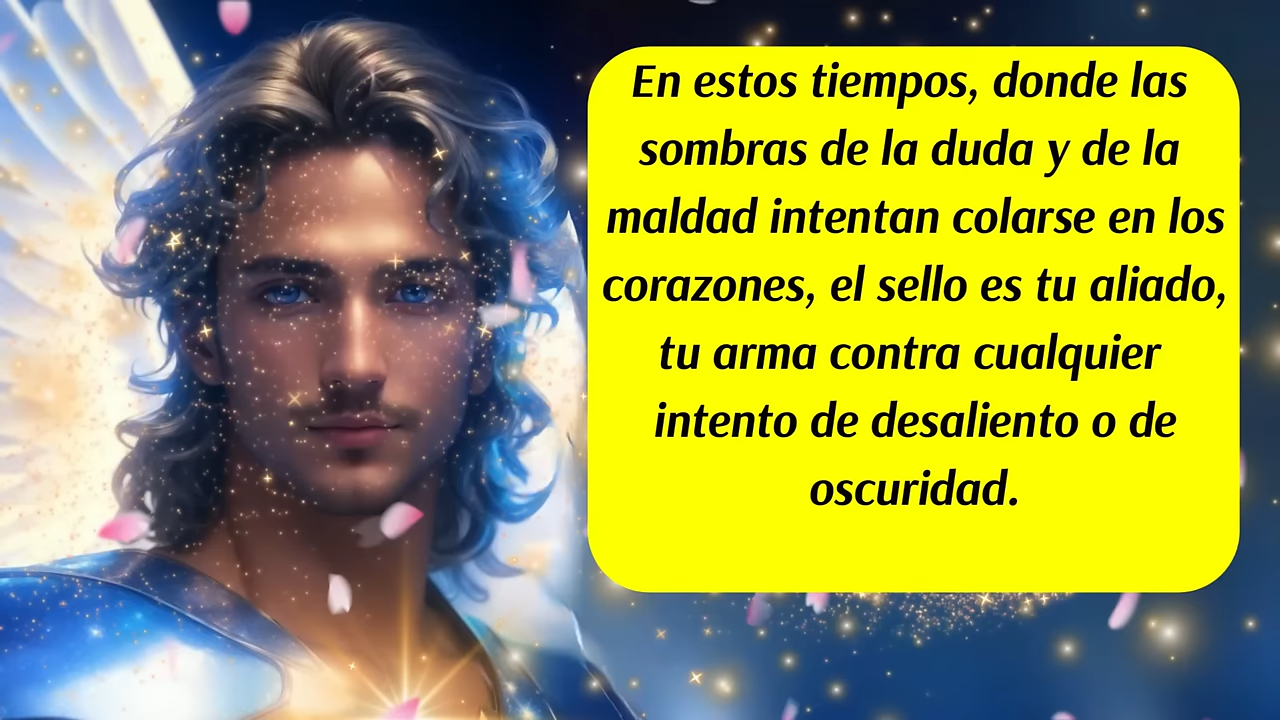 En estos tiempos, donde las
sombras de la duda y de la
maldad intentan colarse en los
corazones, el sello es tu aliado,
tu arma contra cualquier
intento de desaliento o de
oscuridad.